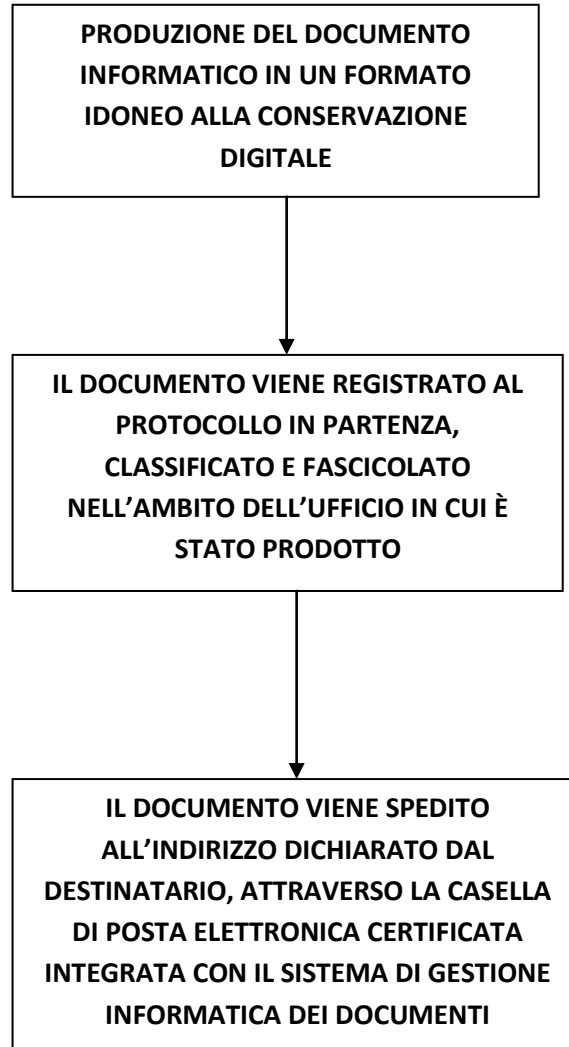 PRODUZIONE DEL DOCUMENTO
INFORMATICO IN UN FORMATO
IDONEO ALLA CONSERVAZIONE
DIGITALE
IL DOCUMENTO VIENE REGISTRATO AL
PROTOCOLLO IN PARTENZA,
CLASSIFICATO E FASCICOLATO
NELL’AMBITO DELL’UFFICIO IN CUI È
STATO PRODOTTO
IL DOCUMENTO VIENE SPEDITO
ALL’INDIRIZZO DICHIARATO DAL
DESTINATARIO, ATTRAVERSO LA CASELLA
DI POSTA ELETTRONICA CERTIFICATA
INTEGRATA CON IL SISTEMA DI GESTIONE
INFORMATICA DEI DOCUMENTI